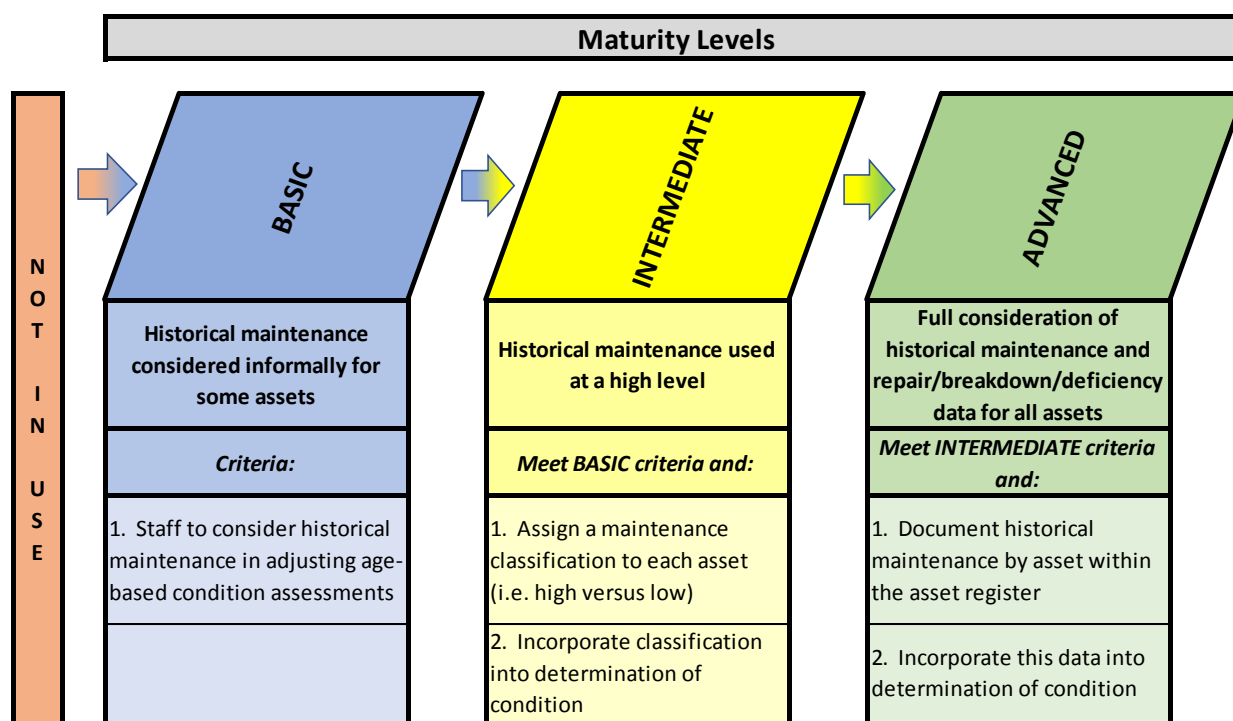 Maturity Levels
NOT IN USE
BASIC
INTERMEDIATE
ADVANCED
Historical maintenance
considered informally for
some assets
Historical maintenance used
at a high level
Full consideration of
historical maintenance and
repair/breakdown/deficiency
data for all assets
Criteria:
Meet BASIC criteria and:
Meet INTERMEDIATE criteria
and:
1. Staff to consider historical
maintenance in adjusting age-
based condition assessments
1. Assign a maintenance
classification to each asset
(i.e. high versus low)
1. Document historical
maintenance by asset within
the asset register
2. Incorporate classification
into determination of
condition
2. Incorporate this data into
determination of condition